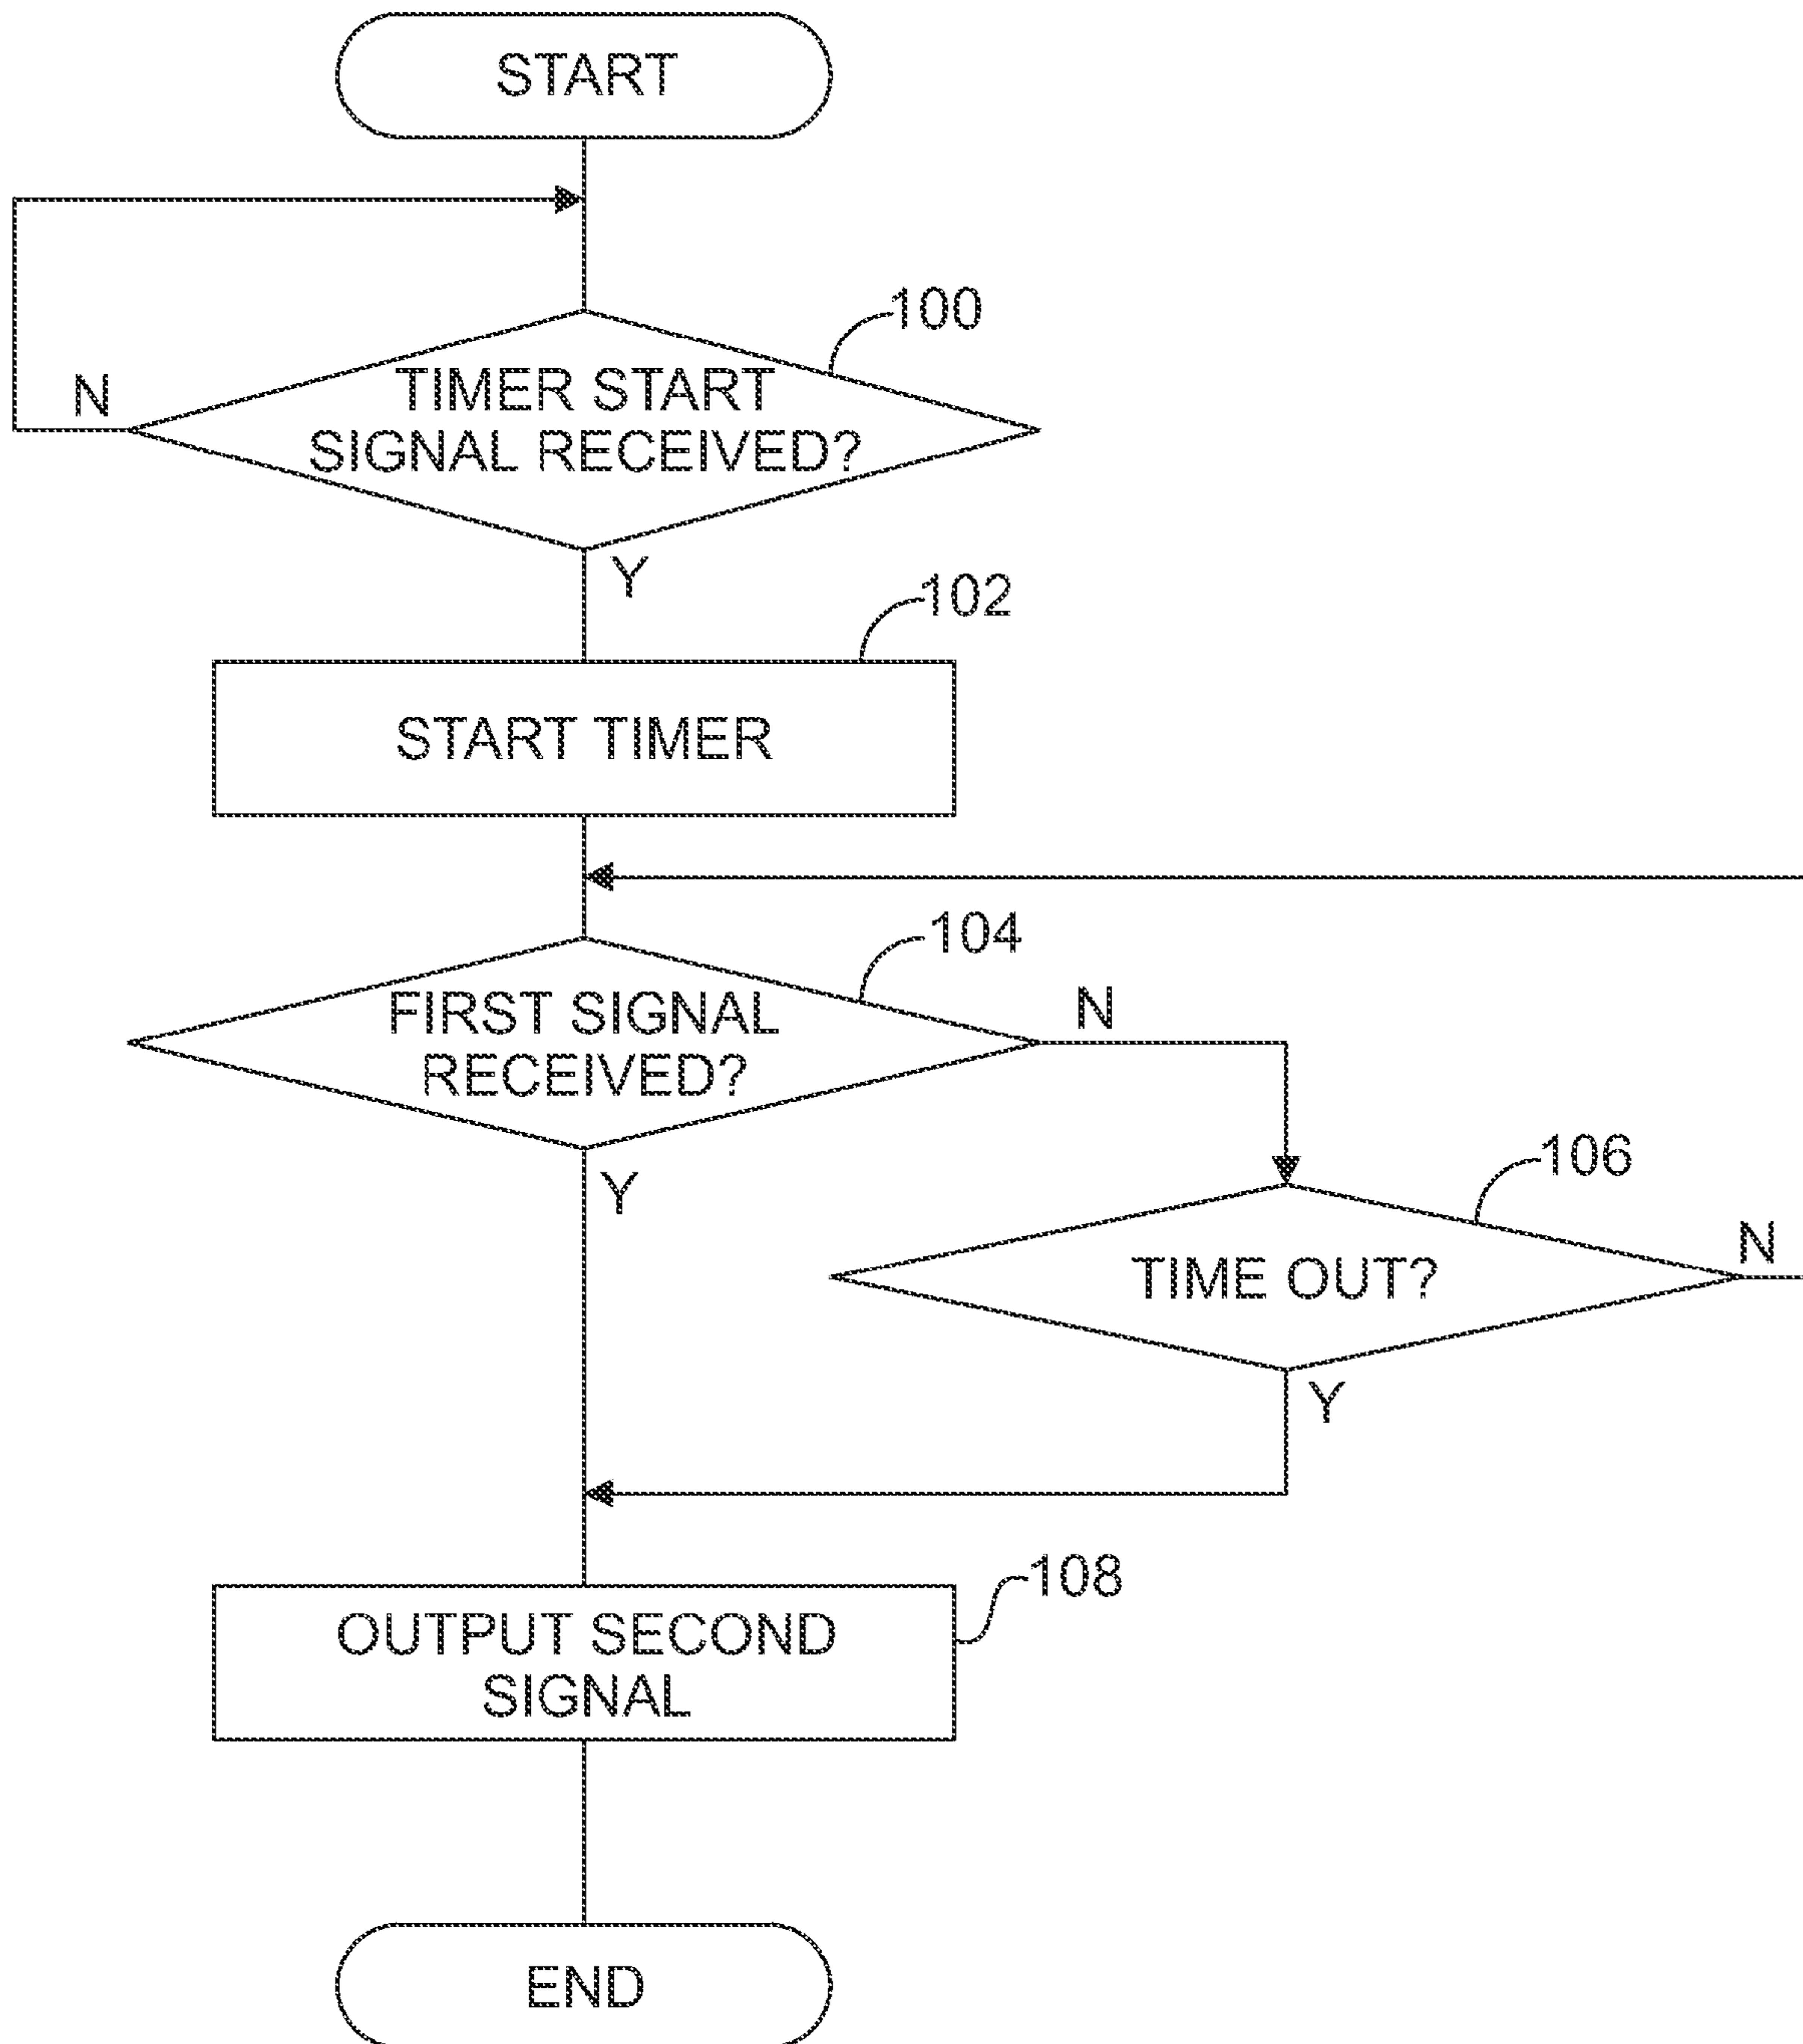 START
100
N
TIMER START
SIGNAL RECEIVED?
Y
102
START TIMER
104
FIRST SIGNAL
RECEIVED?
N
Y
106
TIME OUT?
N
Y
108
OUTPUT SECOND
SIGNAL
END